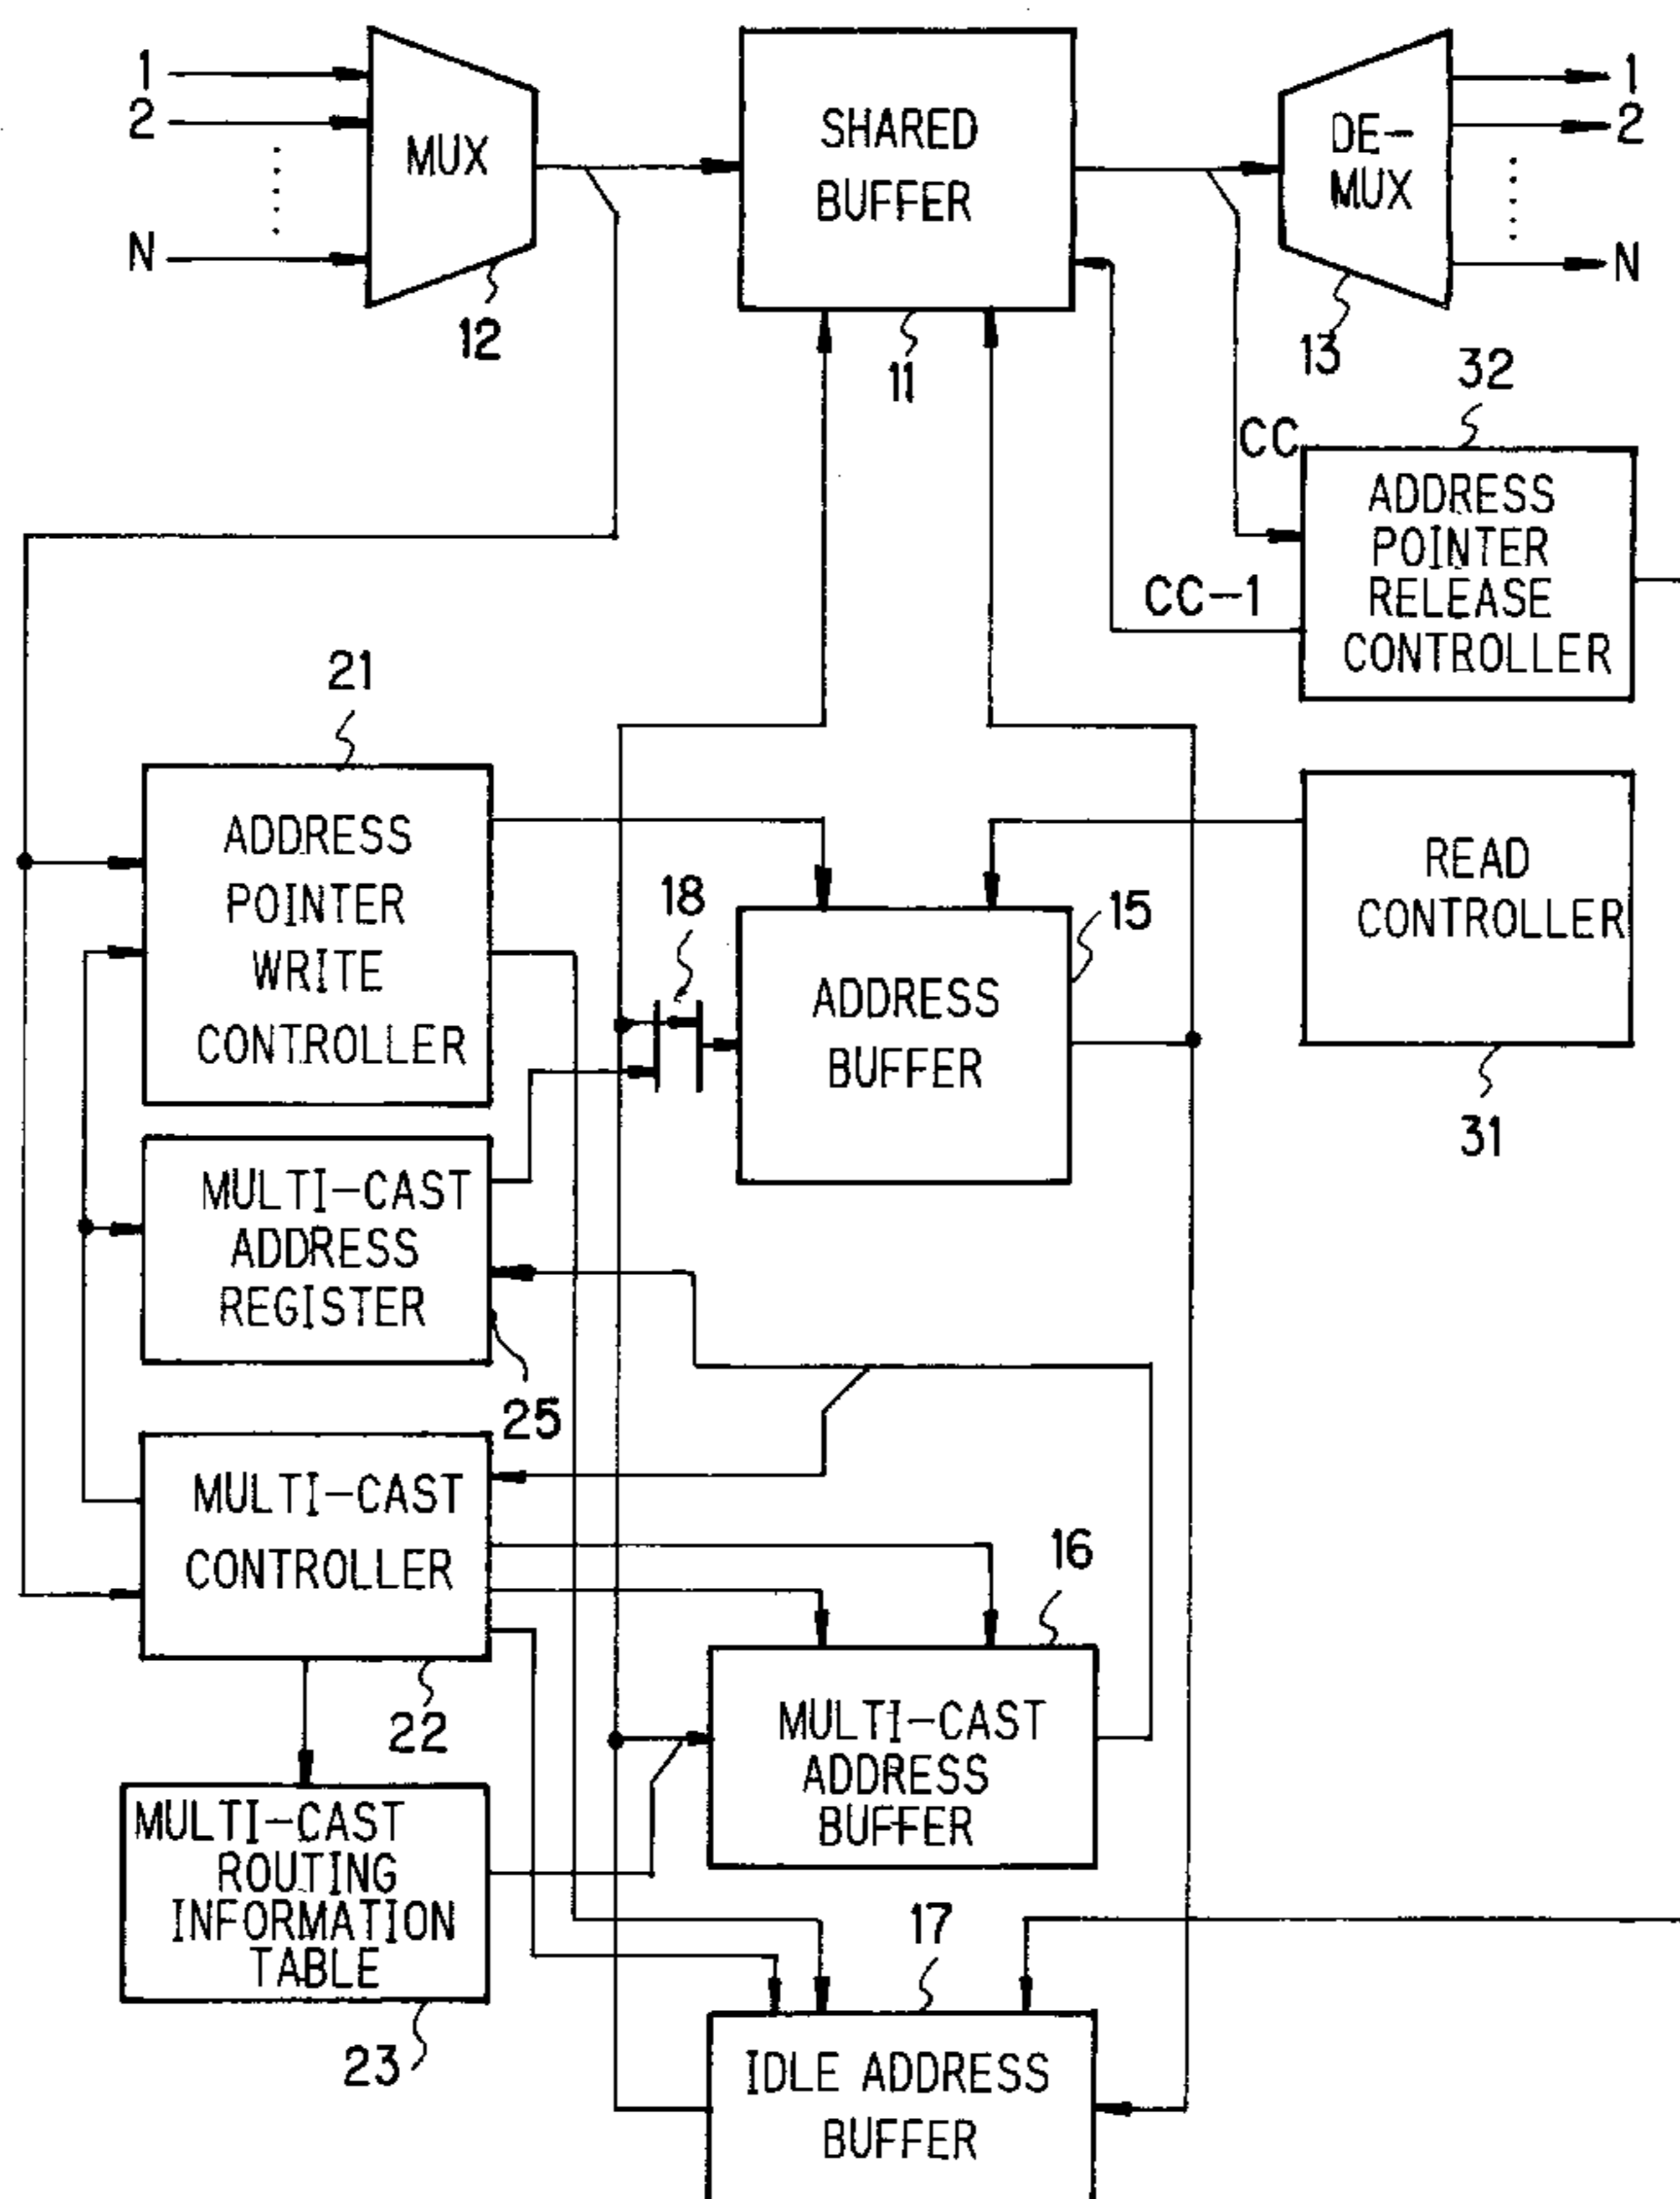 1
2
N
MUX
12
SHARED
BUFFER
11
DE-
MUX
13
1
2
N
32
CC
ADDRESS
POINTER
RELEASE
CONTROLLER
CC-1
21
ADDRESS
POINTER
WRITE
CONTROLLER
18
15
ADDRESS
BUFFER
READ
CONTROLLER
31
MULTI-CAST
ADDRESS
REGISTER
25
MULTI-CAST
CONTROLLER
22
16
MULTI-CAST
ADDRESS
BUFFER
MULTI-CAST
ROUTING
INFORMATION
TABLE
23
17
IDLE ADDRESS
BUFFER